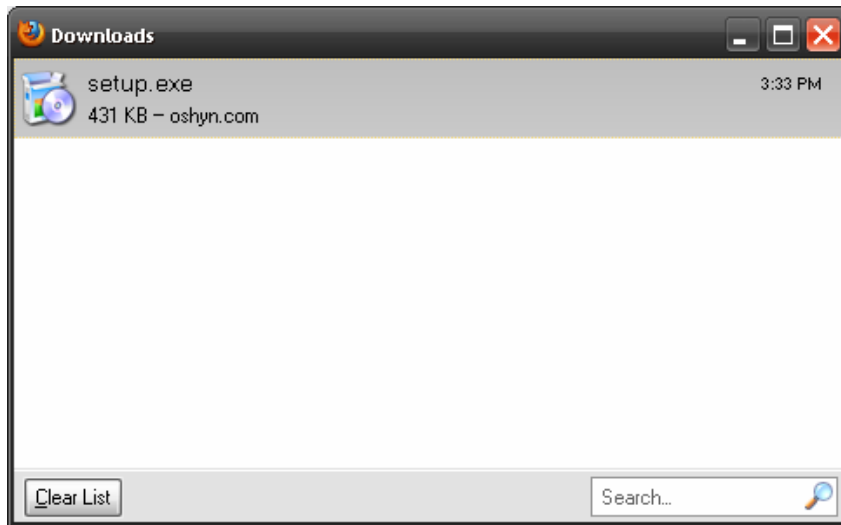 Downloads
setup.exe
3:33 PM
431 KB – oshyn.com
Clear List
Search...